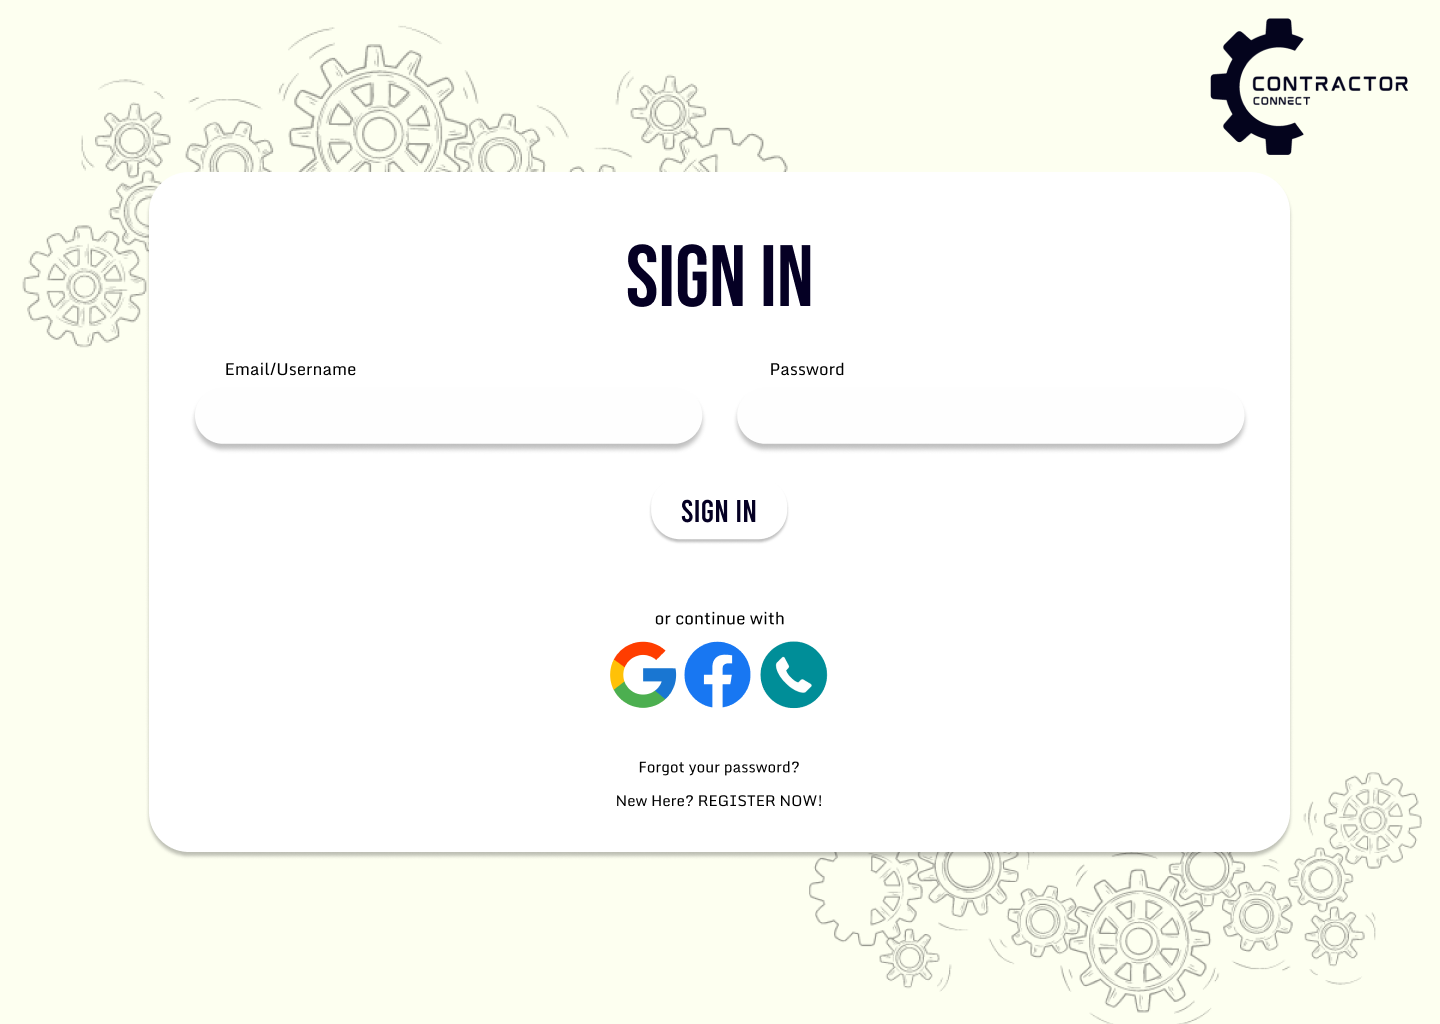 CONTRACTOR
CONNECT
SIGN IN
Email/Username
Password
SIGN IN
or continue with
Forgot your password?
New Here? REGISTER NOW!